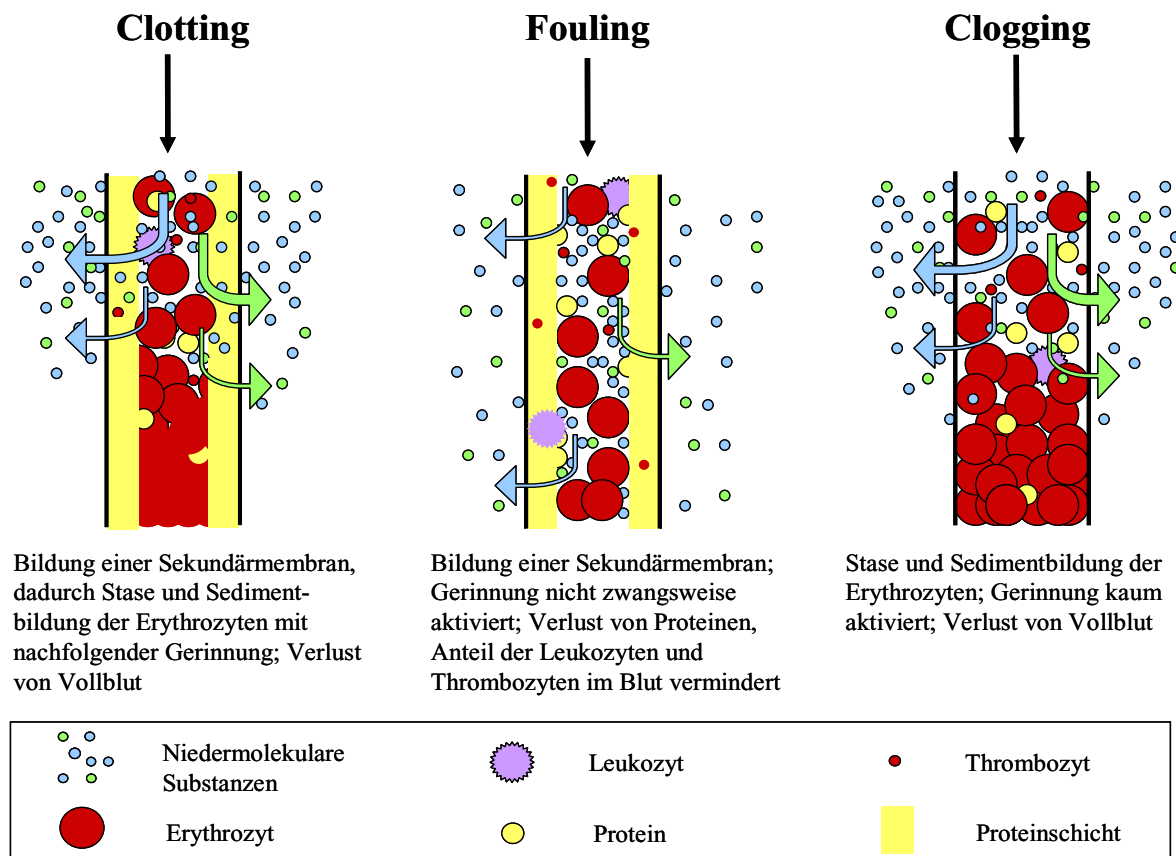 Clotting
Fouling
Clogging
Bildung einer Sekundärmembran,
dadurch Stase und Sediment-
bildung der Erythrozyten mit
nachfolgender Gerinnung; Verlust
von Vollblut
Bildung einer Sekundärmembran;
Gerinnung nicht zwangsweise
aktiviert; Verlust von Proteinen,
Anteil der Leukozyten und
Thrombozyten im Blut vermindert
Stase und Sedimentbildung der
Erythrozyten; Gerinnung kaum
aktiviert; Verlust von Vollblut
Niedermolekulare
Substanzen
Leukozyt
Thrombozyt
Erythrozyt
Protein
Proteinschicht